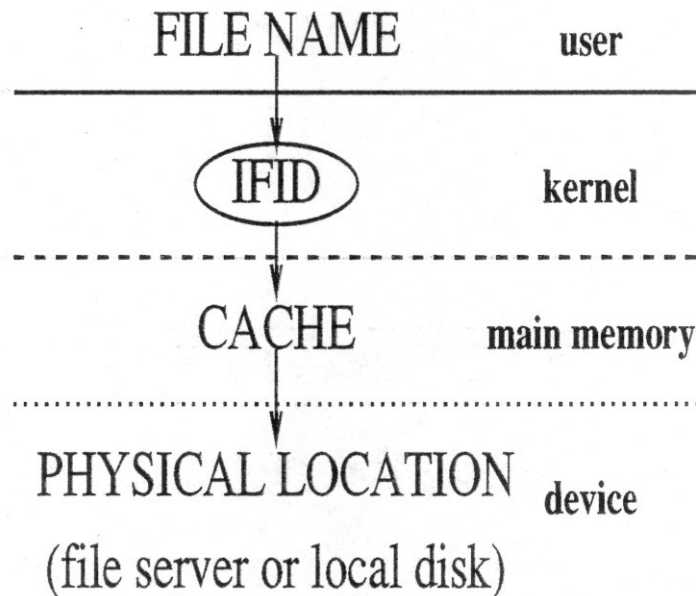 FILE NAME user
IFID kernel
CACHE main memory
PHYSICAL LOCATION device
(file server or local disk)